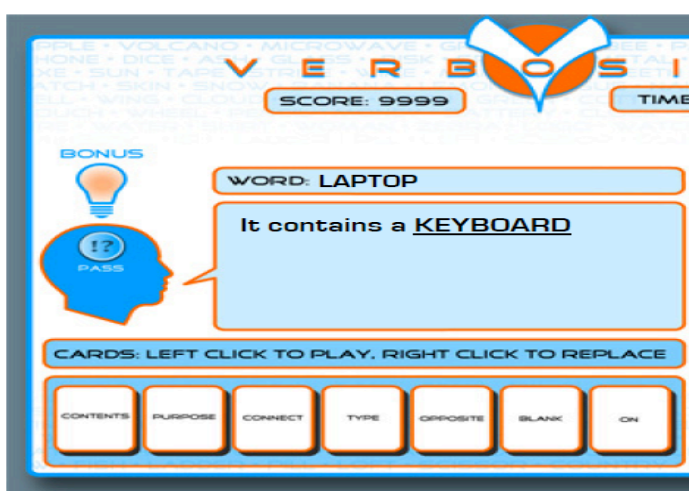 VERBOSI
SCORE: 9999
TIME
BONUS
WORD: LAPTOP
!?
PASS
It contains a KEYBOARD
CARDS: LEFT CLICK TO PLAY, RIGHT CLICK TO REPLACE
CONTENTS PURPOSE CONNECT TYPE OPPOSITE BLANK ON